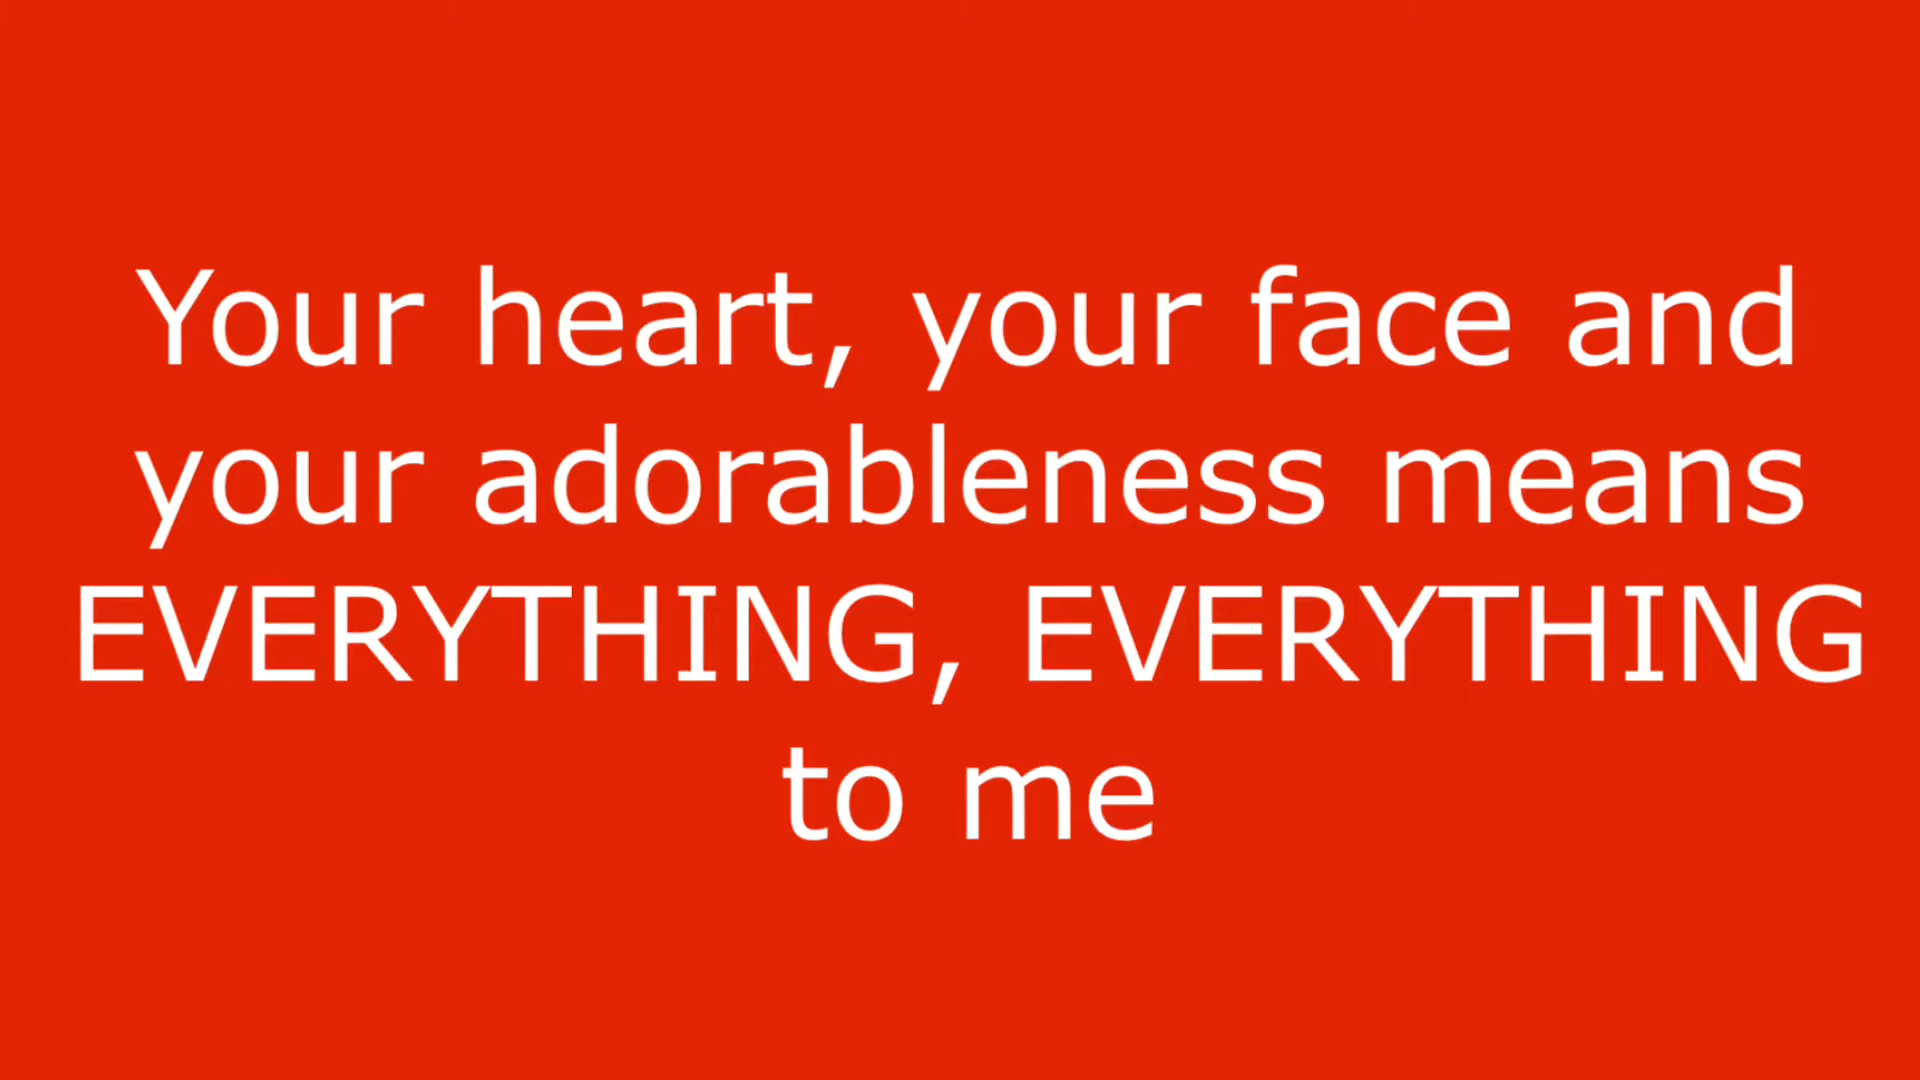 Your heart, your face and
your adorableness means
EVERYTHING, EVERYTHING
to me